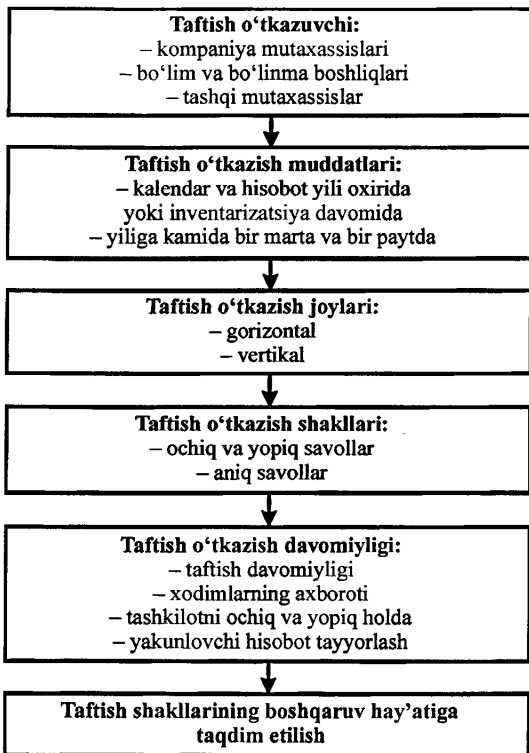 Taftish o‘tkazuvchi:
– kompaniya mutaxassislari
– bo‘lim va bo‘linma boshliqlari
– tashqi mutaxassislar
Taftish o‘tkazish muddatlari:
– kalendar va hisobot yili oxirida
yoki inventarizatsiya davomida
– yiliga kamida bir marta va bir paytda
Taftish o‘tkazish joylari:
– gorizontal
– vertikal
Taftish o‘tkazish shakllari:
– ochiq va yopiq savollar
– aniq savollar
Taftish o‘tkazish davomiyligi:
– taftish davomiyligi
– xodimlarning axboroti
– tashkilotni ochiq va yopiq holda
– yakunlovchi hisobot tayyorlash
Taftish shakllarining boshqaruv hay’atiga
taqdim etilish